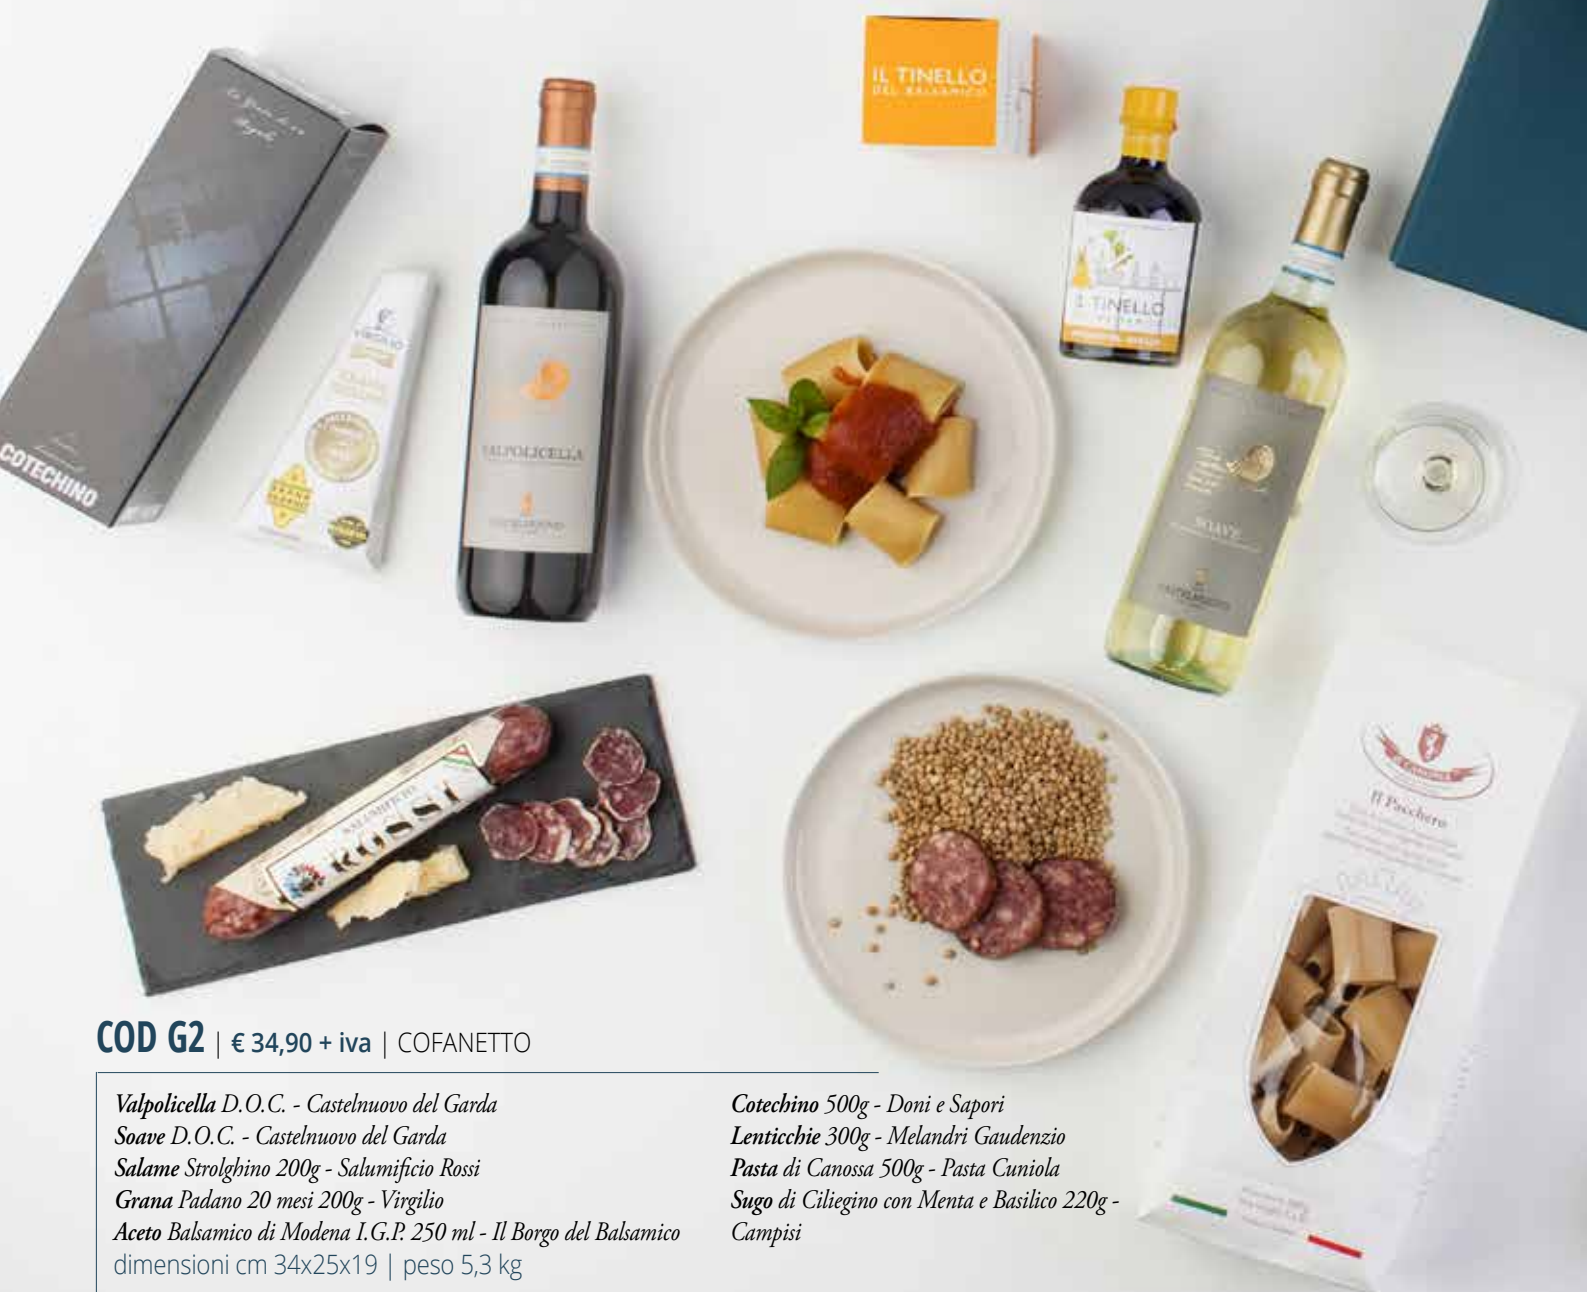 IL TINELLO
DEL BALSAMICO
COTECHINO
VIRGILIO
GRANA
PADANO
VALPOLICELLA
IL TINELLO
SOAVE
SALUMIFICIO
ROSSI
Il Pacchero
COD G2 | € 34,90 + iva | COFANETTO
Valpolicella D.O.C. - Castelnuovo del Garda
Soave D.O.C. - Castelnuovo del Garda
Salame Strolghino 200g - Salumificio Rossi
Grana Padano 20 mesi 200g - Virgilio
Aceto Balsamico di Modena I.G.P. 250 ml - Il Borgo del Balsamico
dimensioni cm 34x25x19 | peso 5,3 kg
Cotechino 500g - Doni e Sapori
Lenticchie 300g - Melandri Gaudenzio
Pasta di Canossa 500g - Pasta Cuniola
Sugo di Ciliegino con Menta e Basilico 220g -
Campisi